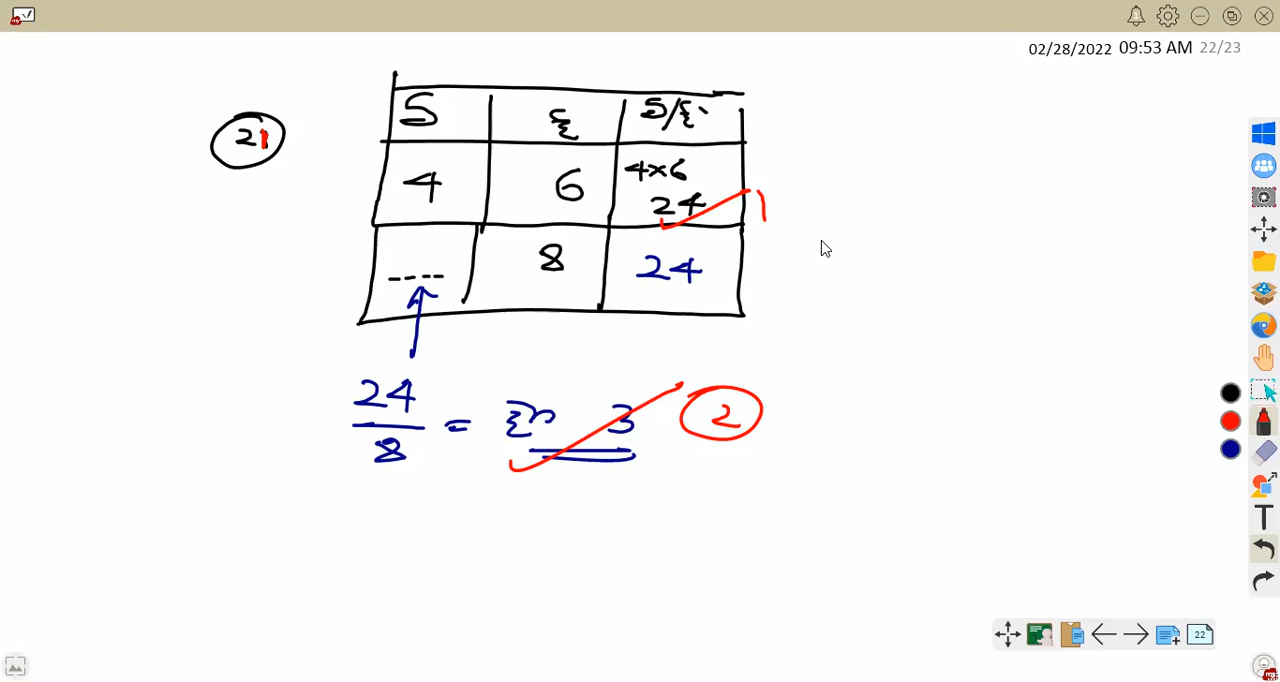 02/28/2022 09:53 AM 22/23
21
4 6 4×6
24 1
---- 8 24
24
8
= 3 2
22